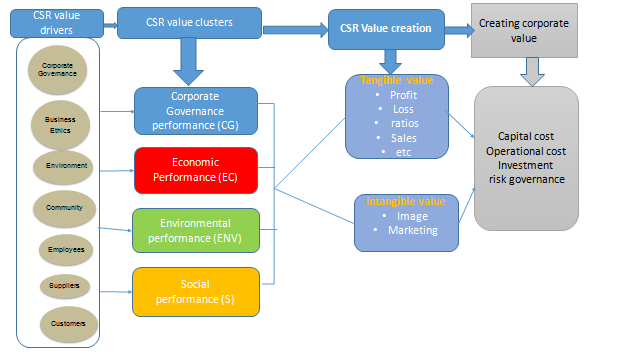 CSR value
drivers
CSR value clusters
CSR Value creation
Creating corporate
value
Corporate
Governance
Business
Ethics
Environment
Community
Employees
Suppliers
Customers
Corporate
Governance
performance (CG)
Economic
Performance (EC)
Environmental
performance (ENV)
Social
performance (S)
Tangible value
• Profit
• Loss
• ratios
• Sales
• etc
Intangible value
• Image
• Marketing
Capital cost
Operational cost
Investment
risk governance